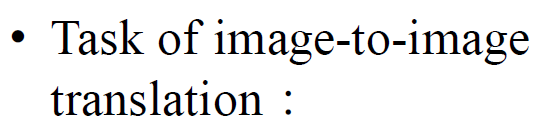 • Task of image-to-image
translation :